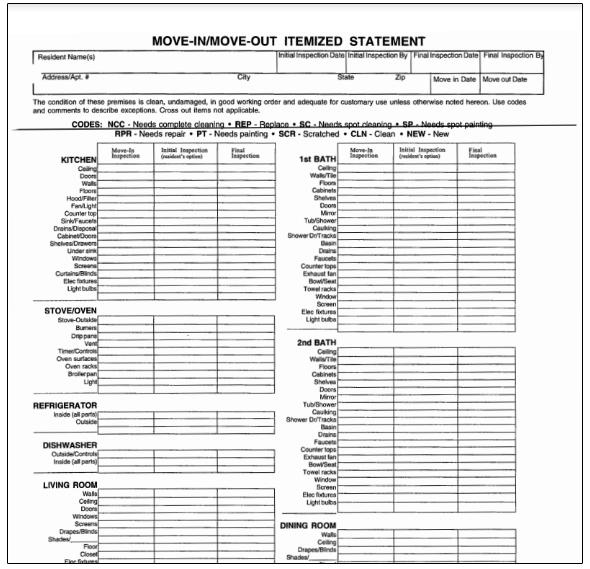 MOVE-IN/MOVE-OUT ITEMIZED STATEMENT
Resident Name(s)
Initial Inspection Date
Initial Inspection By
Final Inspection Date
Final Inspection By
Address/Apt. #
City
State
Zip
Move in Date
Move out Date
The condition of these premises is clean, undamaged, in good working order and adequate for customary use unless otherwise noted hereon. Use codes
and comments to describe exceptions. Cross out items not applicable.
CODES: NCC - Needs complete cleaning • REP - Replace • SC - Needs spot cleaning • SP - Needs spot painting
RPR - Needs repair • PT - Needs painting • SCR - Scratched • CLN - Clean • NEW - New
KITCHEN
Move-In Inspection
Initial Inspection (resident's option)
Final Inspection
Ceiling
Doors
Walls
Floors
Hood/Filter
Fan/Light
Counter top
Sink/Faucets
Drains/Disposal
Cabinet/Doors
Shelves/Drawers
Under sink
Windows
Screens
Curtains/Blinds
Elec fixtures
Light bulbs
STOVE/OVEN
Stove-Outside
Burners
Drip pans
Vent
Timer/Controls
Oven surfaces
Oven racks
Broiler pan
Light
REFRIGERATOR
Inside (all parts)
Outside
DISHWASHER
Outside/Controls
Inside (all parts)
LIVING ROOM
Walls
Ceiling
Doors
Windows
Screens
Drapes/Blinds
Shades/
Floor
Closet
Elec fixtures
1st BATH
Move-In Inspection
Initial Inspection (resident's option)
Final Inspection
Ceiling
Walls/Tile
Floors
Cabinets
Shelves
Doors
Mirror
Tub/Shower
Caulking
Shower Dr/Tracks
Basin
Drains
Faucets
Counter tops
Exhaust fan
Bowl/Seat
Towel racks
Window
Screen
Elec fixtures
Light bulbs
2nd BATH
Ceiling
Walls/Tile
Floors
Cabinets
Shelves
Doors
Mirror
Tub/Shower
Caulking
Shower Dr/Tracks
Basin
Drains
Faucets
Counter tops
Exhaust fan
Bowl/Seat
Towel racks
Window
Screen
Elec fixtures
Light bulbs
DINING ROOM
Walls
Ceiling
Drapes/Blinds
Shades/